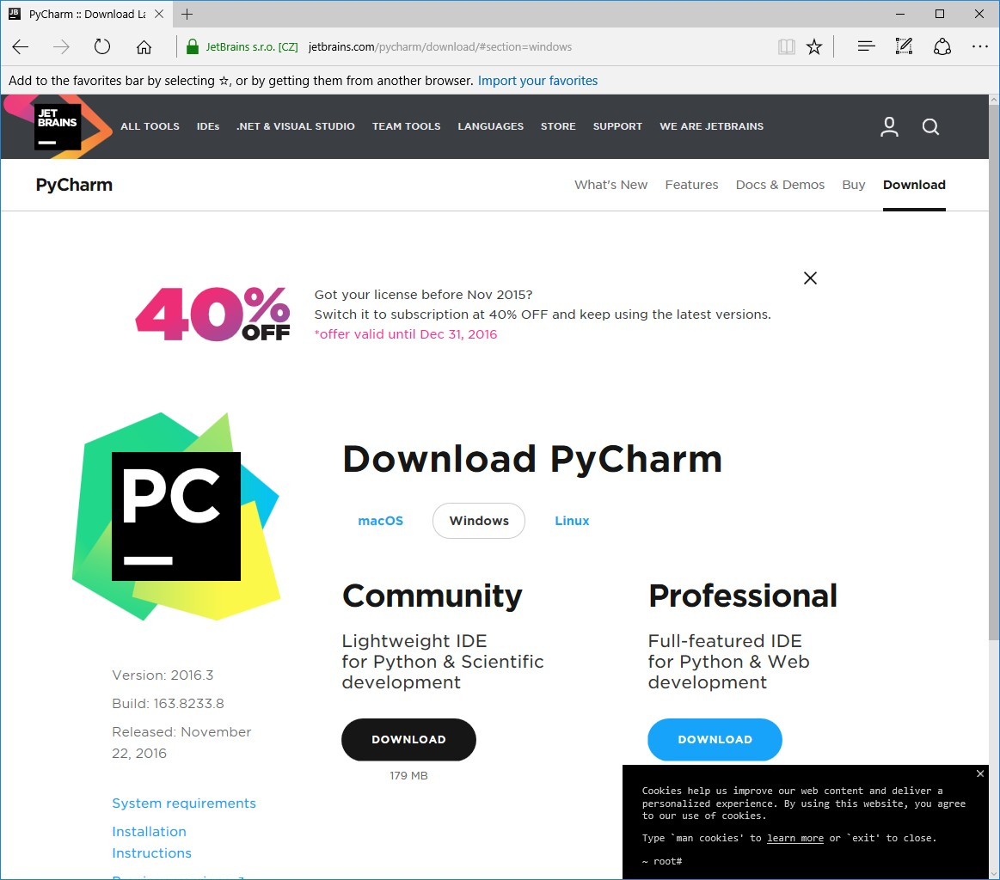 JB PyCharm :: Download La
JetBrains s.r.o. [CZ] jetbrains.com/pycharm/download/#section=windows
Add to the favorites bar by selecting ☆, or by getting them from another browser. Import your favorites
JET
BRAINS
ALL TOOLS IDEs .NET & VISUAL STUDIO TEAM TOOLS LANGUAGES STORE SUPPORT WE ARE JETBRAINS
PyCharm What's New Features Docs & Demos Buy Download
40% OFF
Got your license before Nov 2015?
Switch it to subscription at 40% OFF and keep using the latest versions.
*offer valid until Dec 31, 2016
PC
Download PyCharm
macOS Windows Linux
Community
Lightweight IDE
for Python & Scientific
development
DOWNLOAD
179 MB
Professional
Full-featured IDE
for Python & Web
development
DOWNLOAD
Version: 2016.3
Build: 163.8233.8
Released: November
22, 2016
System requirements
Installation
Instructions
Cookies help us improve our web content and deliver a
personalized experience. By using this website, you agree
to our use of cookies.
Type `man cookies' to learn more or `exit' to close.
~ root#